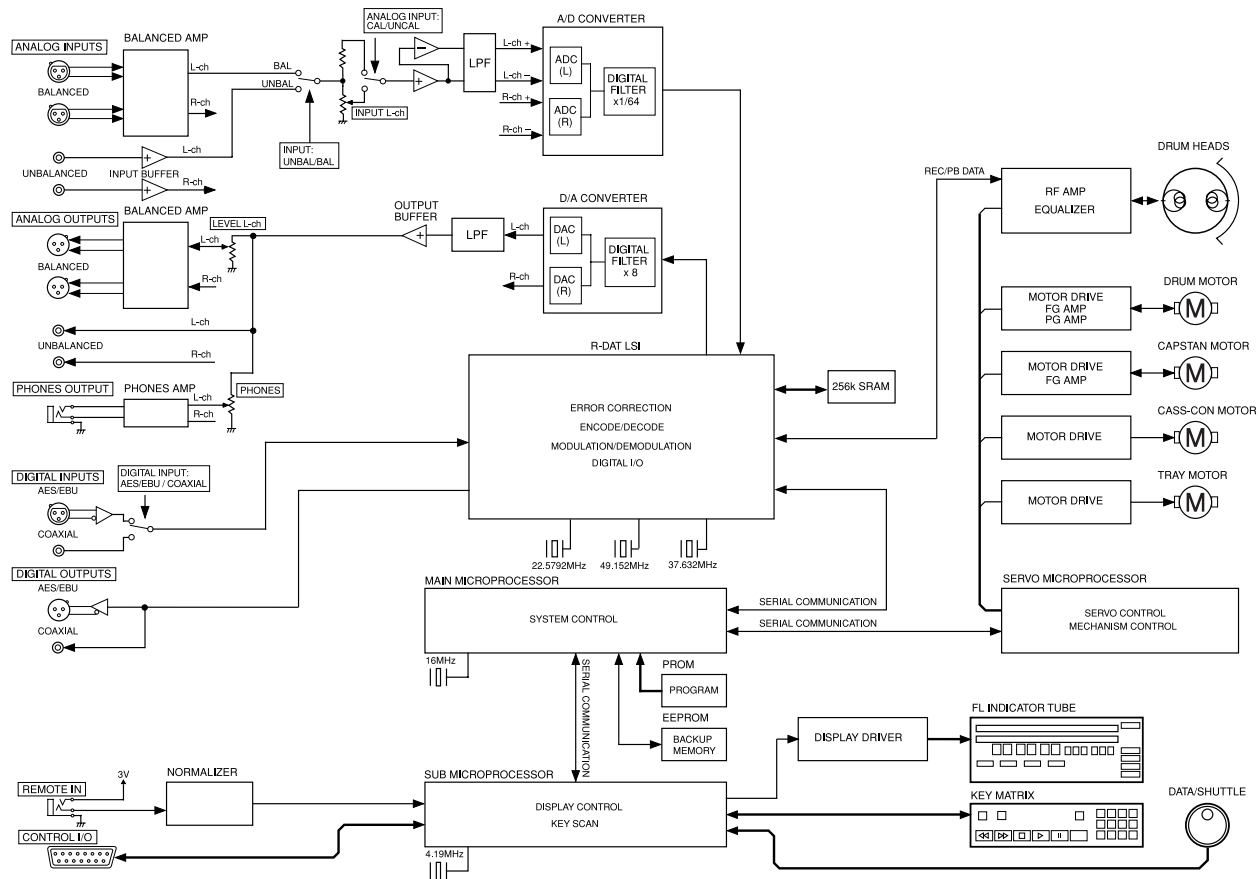 ANALOG INPUTS
BALANCED AMP
BALANCED
L-ch
R-ch
L-ch
UNBALANCED
INPUT BUFFER
R-ch
BAL
UNBAL
INPUT:
UNBAL/BAL
ANALOG INPUT:
CAL/UNCAL
INPUT L-ch
+
+
−
+
LPF
L-ch +
L-ch −
R-ch +
R-ch −
A/D CONVERTER
ADC
(L)
ADC
(R)
DIGITAL
FILTER
x1/64
ANALOG OUTPUTS
BALANCED AMP
LEVEL L-ch
L-ch
BALANCED
R-ch
L-ch
UNBALANCED
R-ch
OUTPUT
BUFFER
+
LPF
L-ch
R-ch
D/A CONVERTER
DAC
(L)
DAC
(R)
DIGITAL
FILTER
x 8
PHONES OUTPUT
PHONES AMP
L-ch
R-ch
PHONES
R-DAT LSI
ERROR CORRECTION
ENCODE/DECODE
MODULATION/DEMODULATION
DIGITAL I/O
256k SRAM
22.5792MHz
49.152MHz
37.632MHz
REC/PB DATA
RF AMP
EQUALIZER
DRUM HEADS
MOTOR DRIVE
FG AMP
PG AMP
DRUM MOTOR
M
MOTOR DRIVE
FG AMP
CAPSTAN MOTOR
M
MOTOR DRIVE
CASS-CON MOTOR
M
MOTOR DRIVE
TRAY MOTOR
M
DIGITAL INPUTS
AES/EBU
DIGITAL INPUT:
AES/EBU / COAXIAL
COAXIAL
DIGITAL OUTPUTS
AES/EBU
COAXIAL
MAIN MICROPROCESSOR
SYSTEM CONTROL
16MHz
SERIAL COMMUNICATION
SERIAL COMMUNICATION
SERIAL COMMUNICATION
SERVO MICROPROCESSOR
SERVO CONTROL
MECHANISM CONTROL
PROM
PROGRAM
EEPROM
BACKUP
MEMORY
REMOTE IN
3V
NORMALIZER
CONTROL I/O
SUB MICROPROCESSOR
DISPLAY CONTROL
KEY SCAN
4.19MHz
DISPLAY DRIVER
FL INDICATOR TUBE
KEY MATRIX
DATA/SHUTTLE